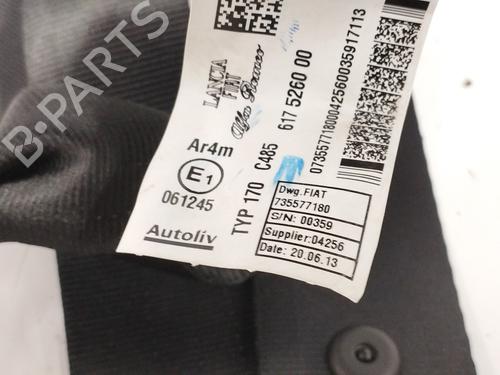 B-PARTS
LANCIA
FIAT
Alfa Romeo
Ar4m
E1
061245
Autoliv
TYP 170 C485 617 5260 00
Dwg.FIAT
735577180
S/N: 00359
Supplier:04256
Date: 20.06.13
073557718000425600035917113